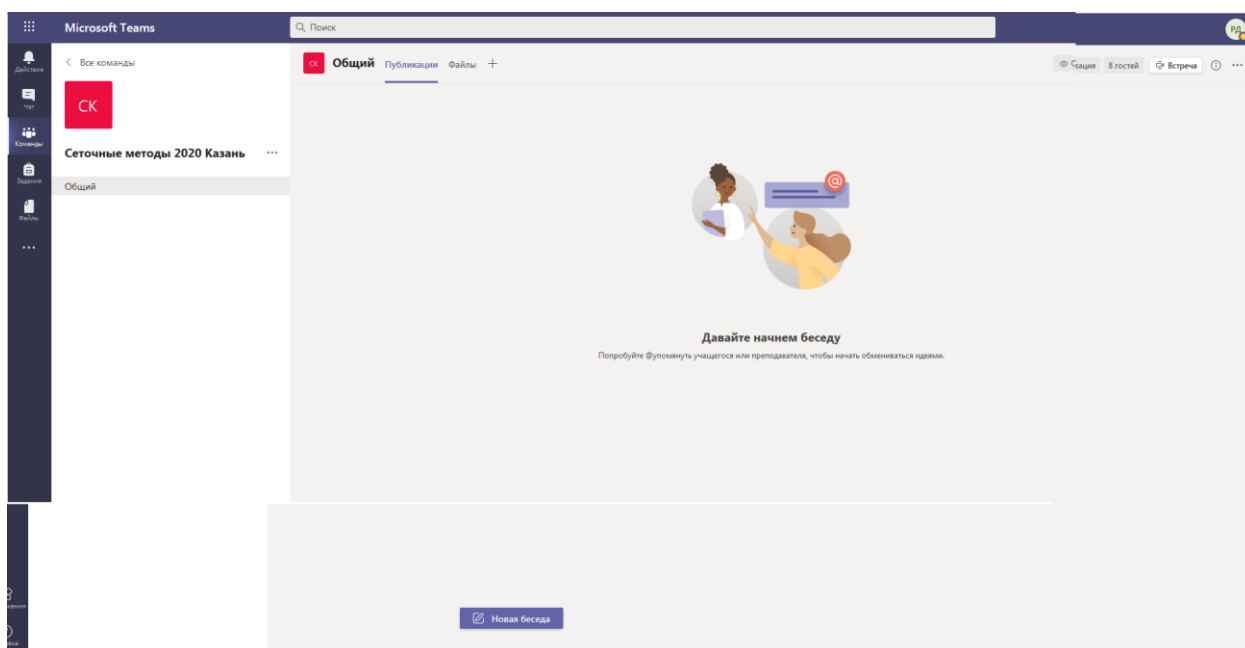 Microsoft Teams
Поиск
РД
Действия
Чат
Команды
Задания
Файлы
Все команды
СК
Сеточные методы 2020 Казань
Общий
СК
Общий
Публикации
Файлы
8 гостей
Встреча
@
Давайте начнем беседу
Попробуйте @упомянуть учащегося или преподавателя, чтобы начать обмениваться идеями.
Новая беседа